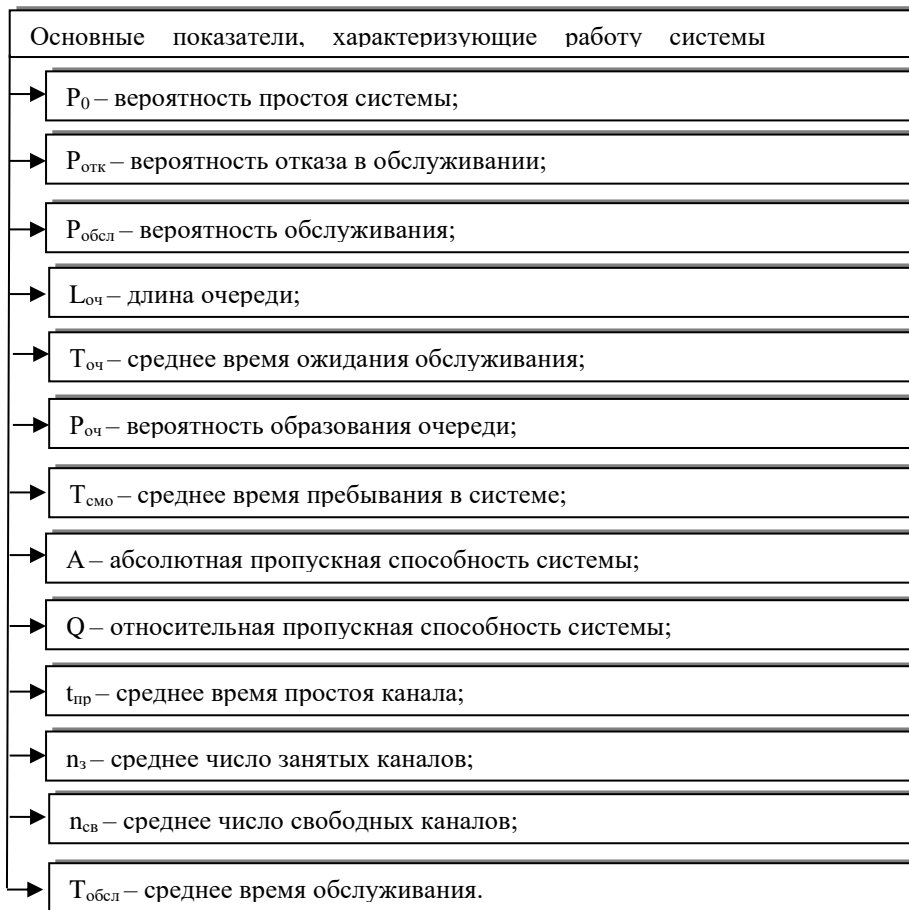 Основные показатели, характеризующие работу системы
P₀ – вероятность простоя системы;
Pотк – вероятность отказа в обслуживании;
Pобсл – вероятность обслуживания;
Lоч – длина очереди;
Tоч – среднее время ожидания обслуживания;
Pоч – вероятность образования очереди;
Tсмо – среднее время пребывания в системе;
A – абсолютная пропускная способность системы;
Q – относительная пропускная способность системы;
tпр – среднее время простоя канала;
nз – среднее число занятых каналов;
nсв – среднее число свободных каналов;
Tобсл – среднее время обслуживания.